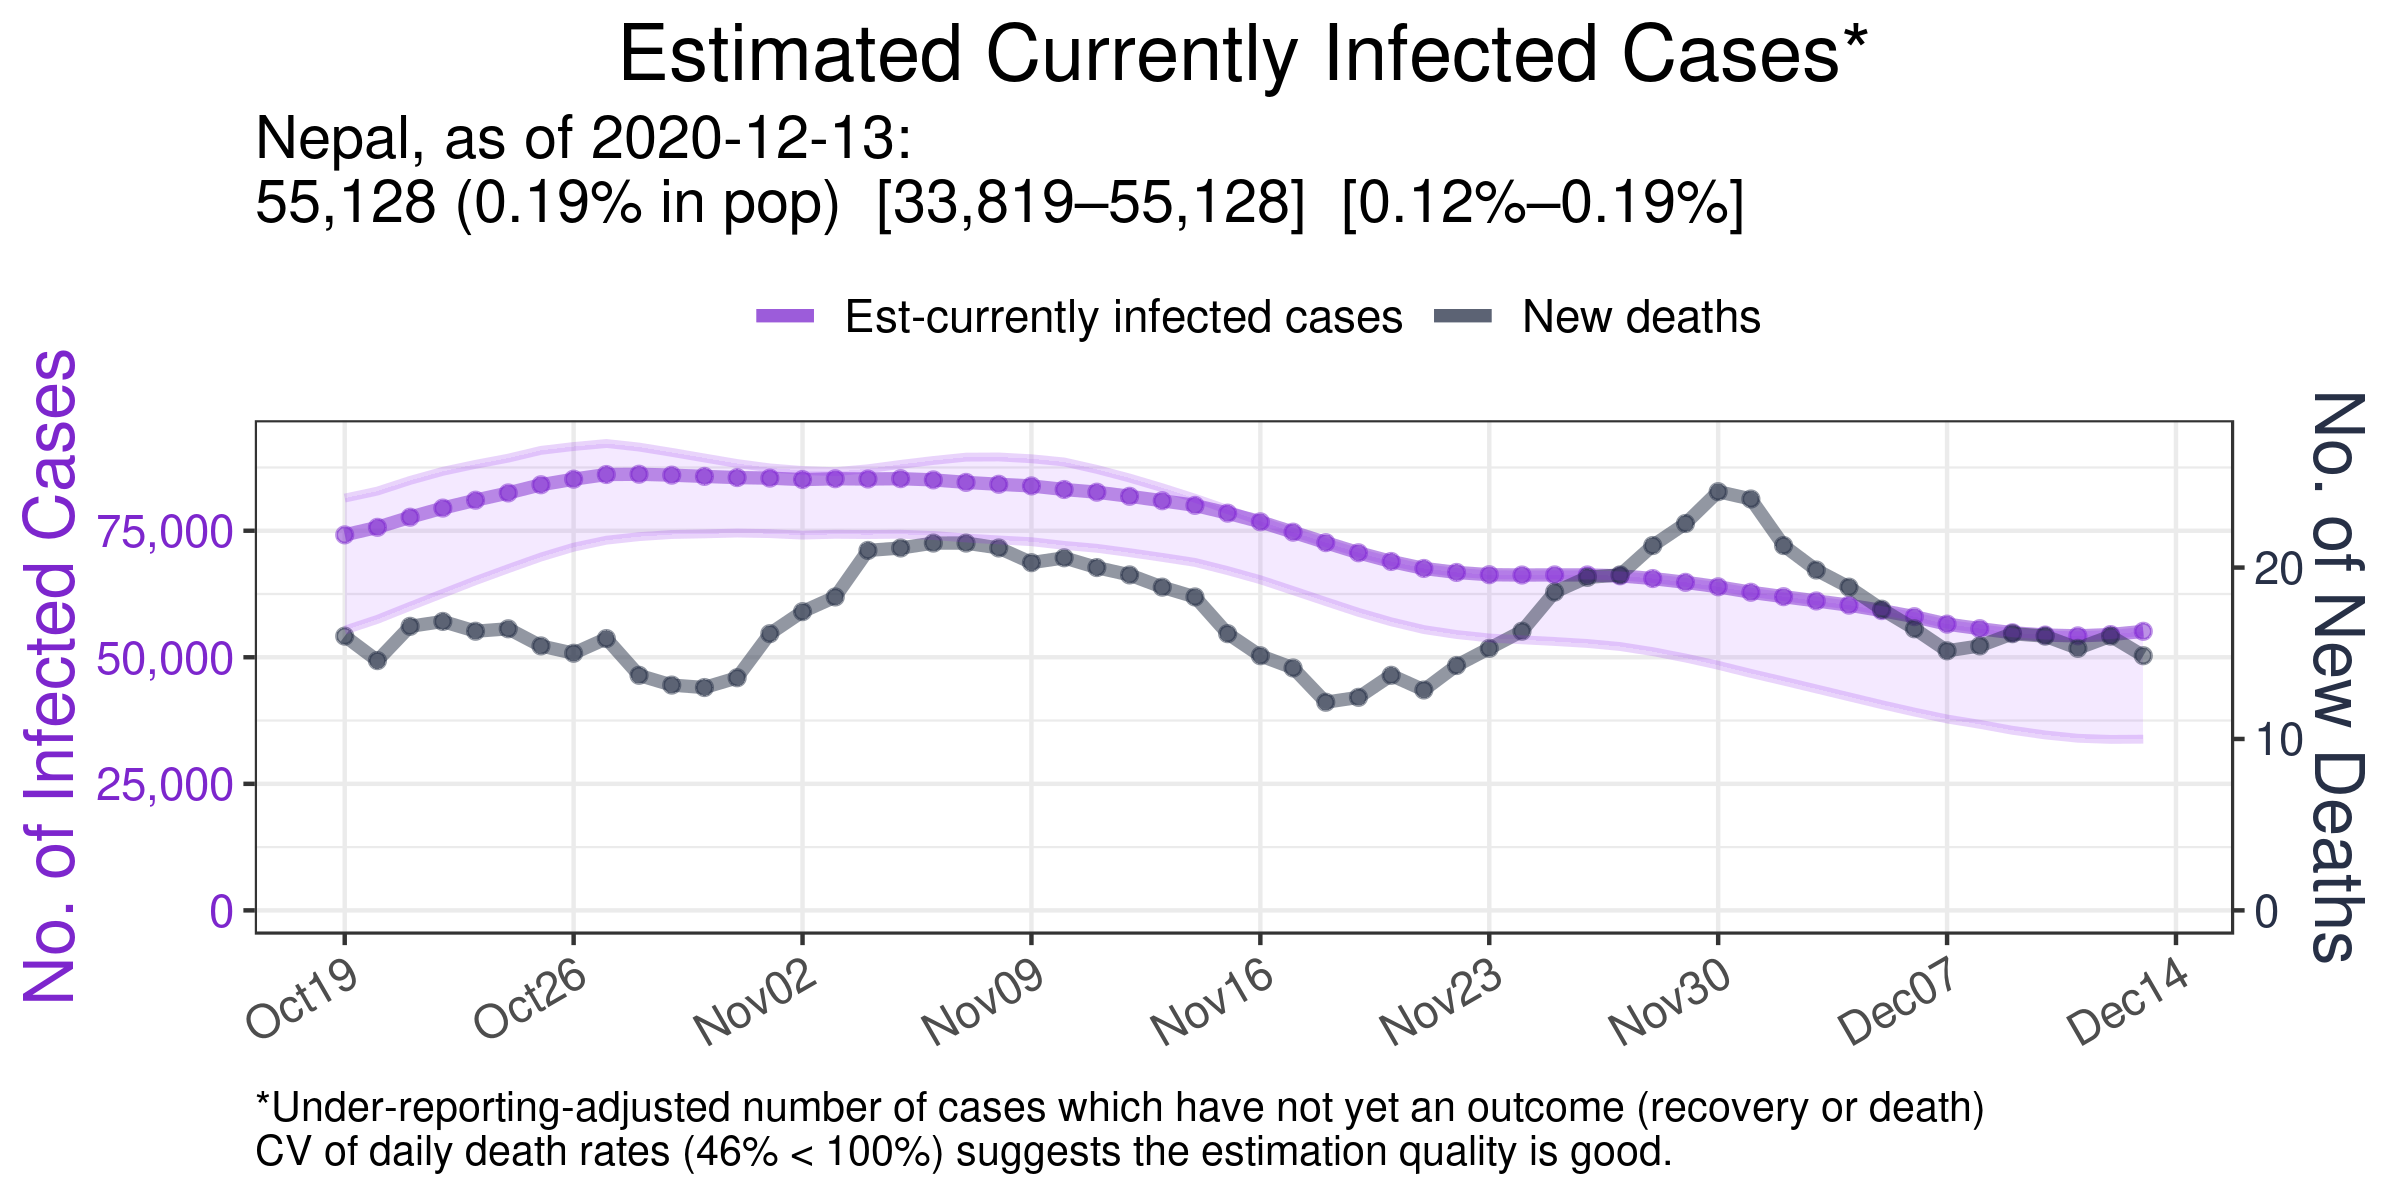 Estimated Currently Infected Cases*
Nepal, as of 2020-12-13:
55,128 (0.19% in pop) [33,819–55,128] [0.12%–0.19%]
Est-currently infected cases New deaths
No. of Infected Cases
75,000
50,000
25,000
0
20
10
0
No. of New Deaths
Oct19 Oct26 Nov02 Nov09 Nov16 Nov23 Nov30 Dec07 Dec14
*Under-reporting-adjusted number of cases which have not yet an outcome (recovery or death)
CV of daily death rates (46% < 100%) suggests the estimation quality is good.